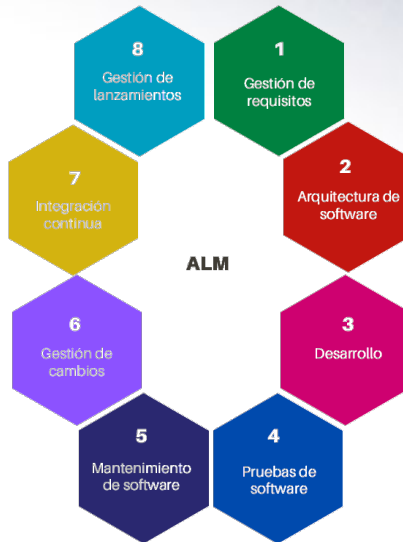 8
Gestión de
lanzamientos
1
Gestión de
requisitos
7
Integración
continua
2
Arquitectura de
software
ALM
6
Gestión de
cambios
3
Desarrollo
5
Mantenimiento
de software
4
Pruebas de
software